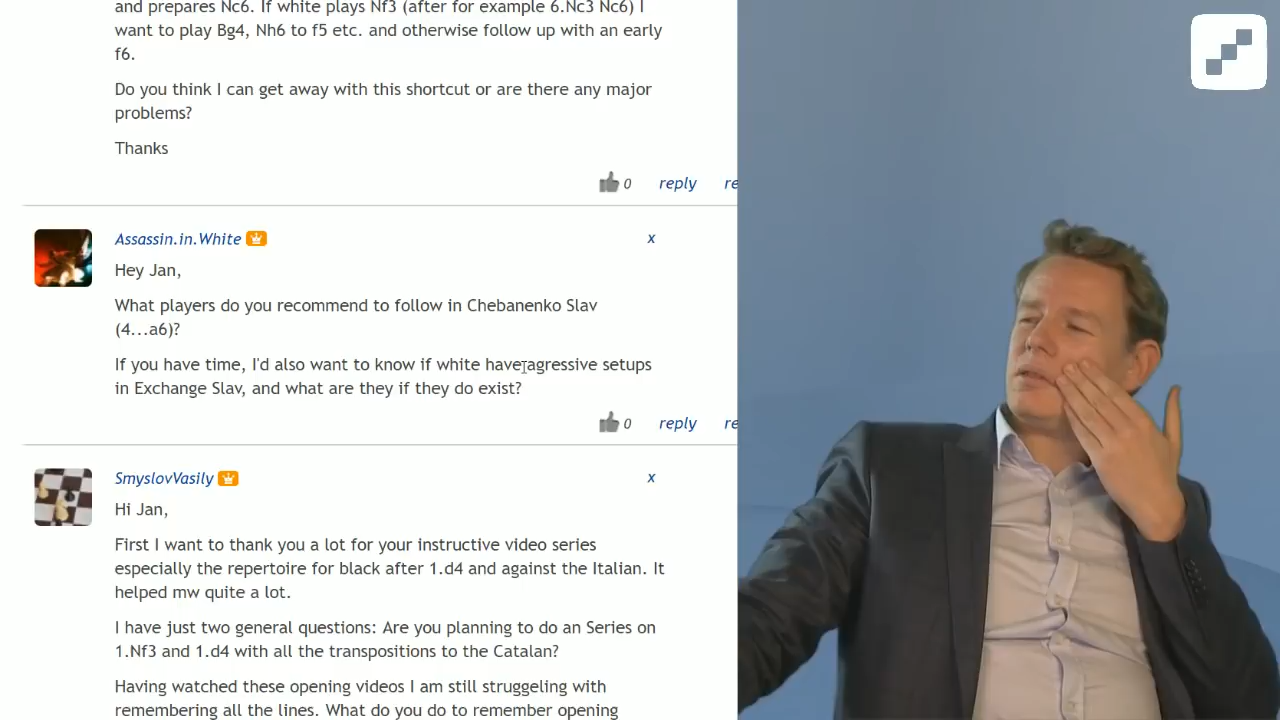 and prepares Nc6. If white plays Nf3 (after for example 6.Nc3 Nc6) I
want to play Bg4, Nh6 to f5 etc. and otherwise follow up with an early
f6.
Do you think I can get away with this shortcut or are there any major
problems?
Thanks
0 reply re
Assassin.in.White x
Hey Jan,
What players do you recommend to follow in Chebanenko Slav
(4...a6)?
If you have time, I'd also want to know if white have agressive setups
in Exchange Slav, and what are they if they do exist?
0 reply re
SmyslovVasily x
Hi Jan,
First I want to thank you a lot for your instructive video series
especially the repertoire for black after 1.d4 and against the Italian. It
helped mw quite a lot.
I have just two general questions: Are you planning to do an Series on
1.Nf3 and 1.d4 with all the transpositions to the Catalan?
Having watched these opening videos I am still struggeling with
remembering all the lines. What do you do to remember opening